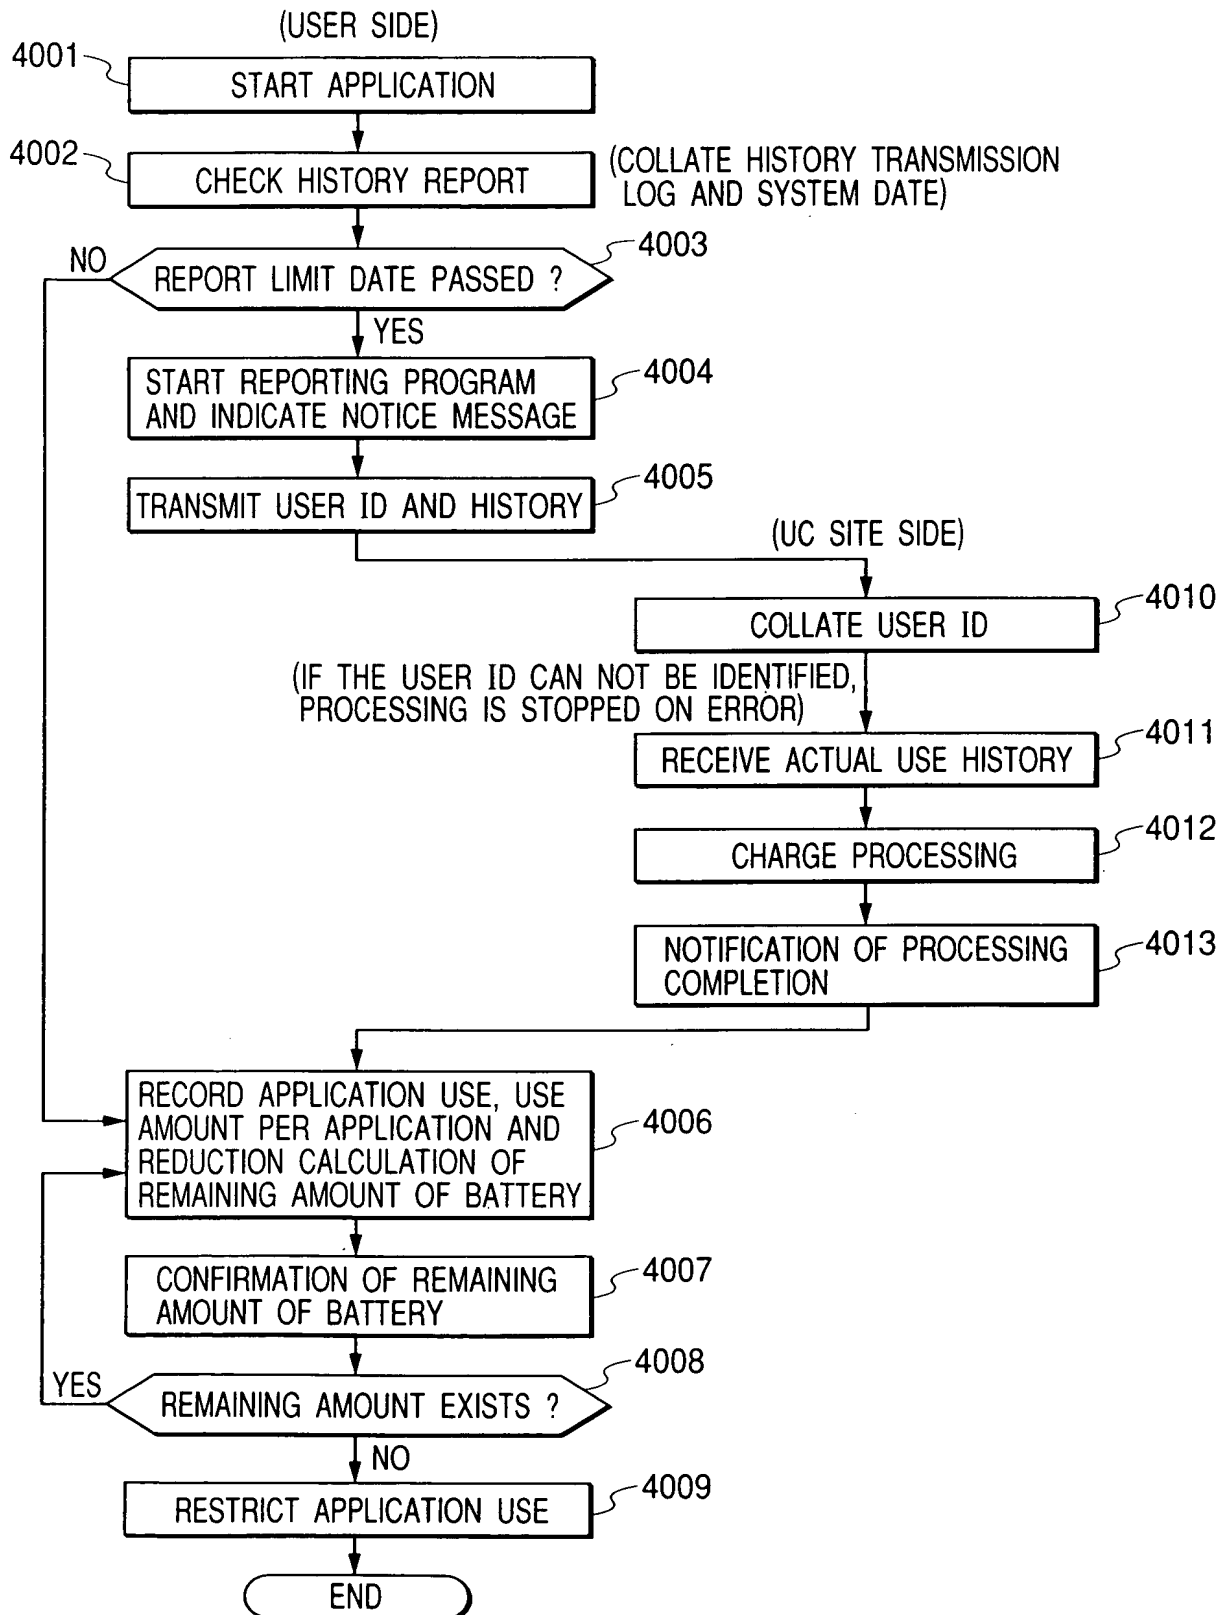 (USER SIDE)
4001
START APPLICATION
4002
CHECK HISTORY REPORT
(COLLATE HISTORY TRANSMISSION
LOG AND SYSTEM DATE)
4003
NO
REPORT LIMIT DATE PASSED ?
YES
START REPORTING PROGRAM
AND INDICATE NOTICE MESSAGE
4004
TRANSMIT USER ID AND HISTORY
4005
(UC SITE SIDE)
COLLATE USER ID
4010
(IF THE USER ID CAN NOT BE IDENTIFIED,
PROCESSING IS STOPPED ON ERROR)
RECEIVE ACTUAL USE HISTORY
4011
CHARGE PROCESSING
4012
NOTIFICATION OF PROCESSING
COMPLETION
4013
RECORD APPLICATION USE, USE
AMOUNT PER APPLICATION AND
REDUCTION CALCULATION OF
REMAINING AMOUNT OF BATTERY
4006
CONFIRMATION OF REMAINING
AMOUNT OF BATTERY
4007
4008
YES
REMAINING AMOUNT EXISTS ?
NO
RESTRICT APPLICATION USE
4009
END